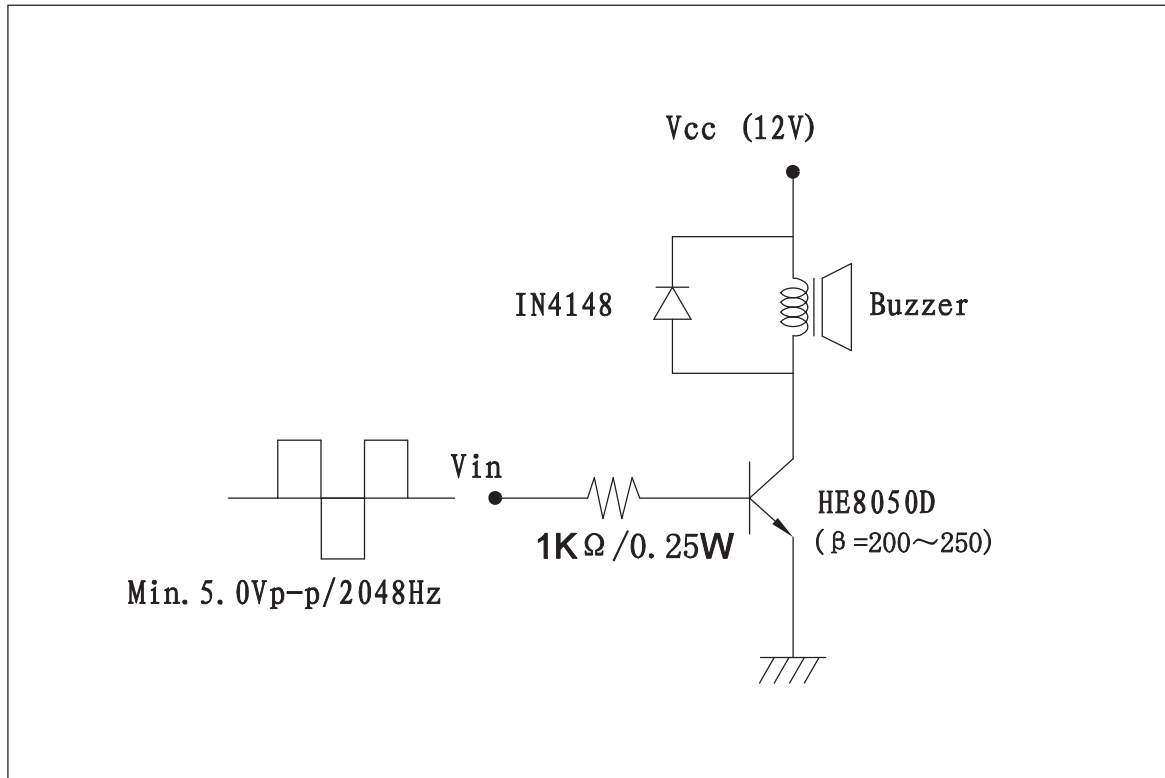 Vcc (12V)
IN4148
Buzzer
Vin
HE8050D
1KΩ/0.25W
(β=200～250)
Min.5.0Vp-p/2048Hz